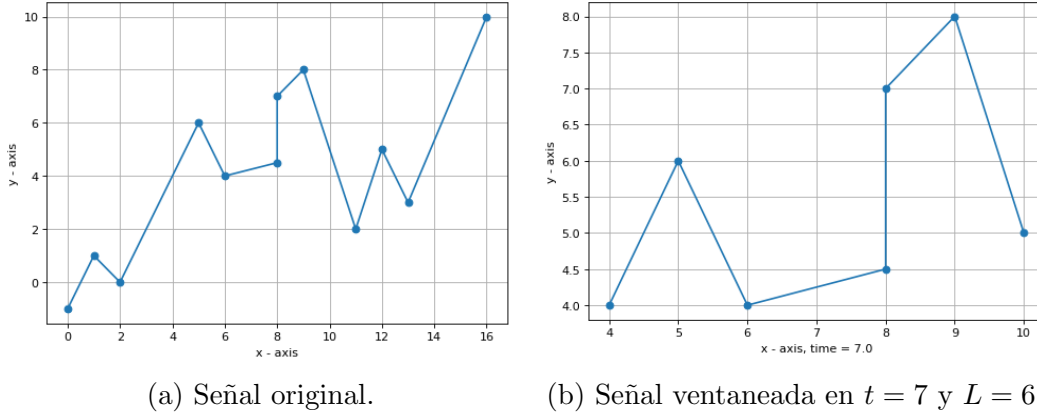 10
8
6
4
2
0
y - axis
0 2 4 6 8 10 12 14 16
x - axis
8.0
7.5
7.0
6.5
6.0
5.5
5.0
4.5
4.0
y - axis
4 5 6 7 8 9 10
x - axis, time = 7.0
(a) Señal original.
(b) Señal ventaneada en t = 7 y L = 6